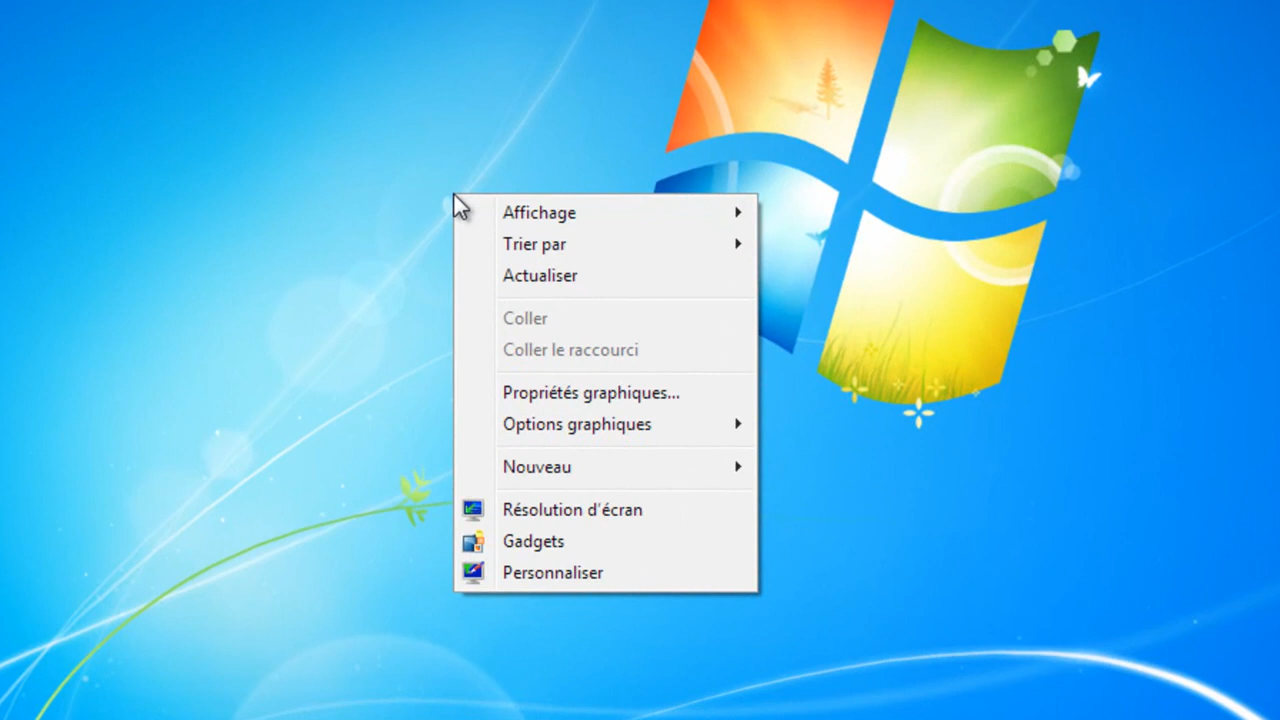 Affichage
Trier par
Actualiser
Coller
Coller le raccourci
Propriétés graphiques...
Options graphiques
Nouveau
Résolution d'écran
Gadgets
Personnaliser